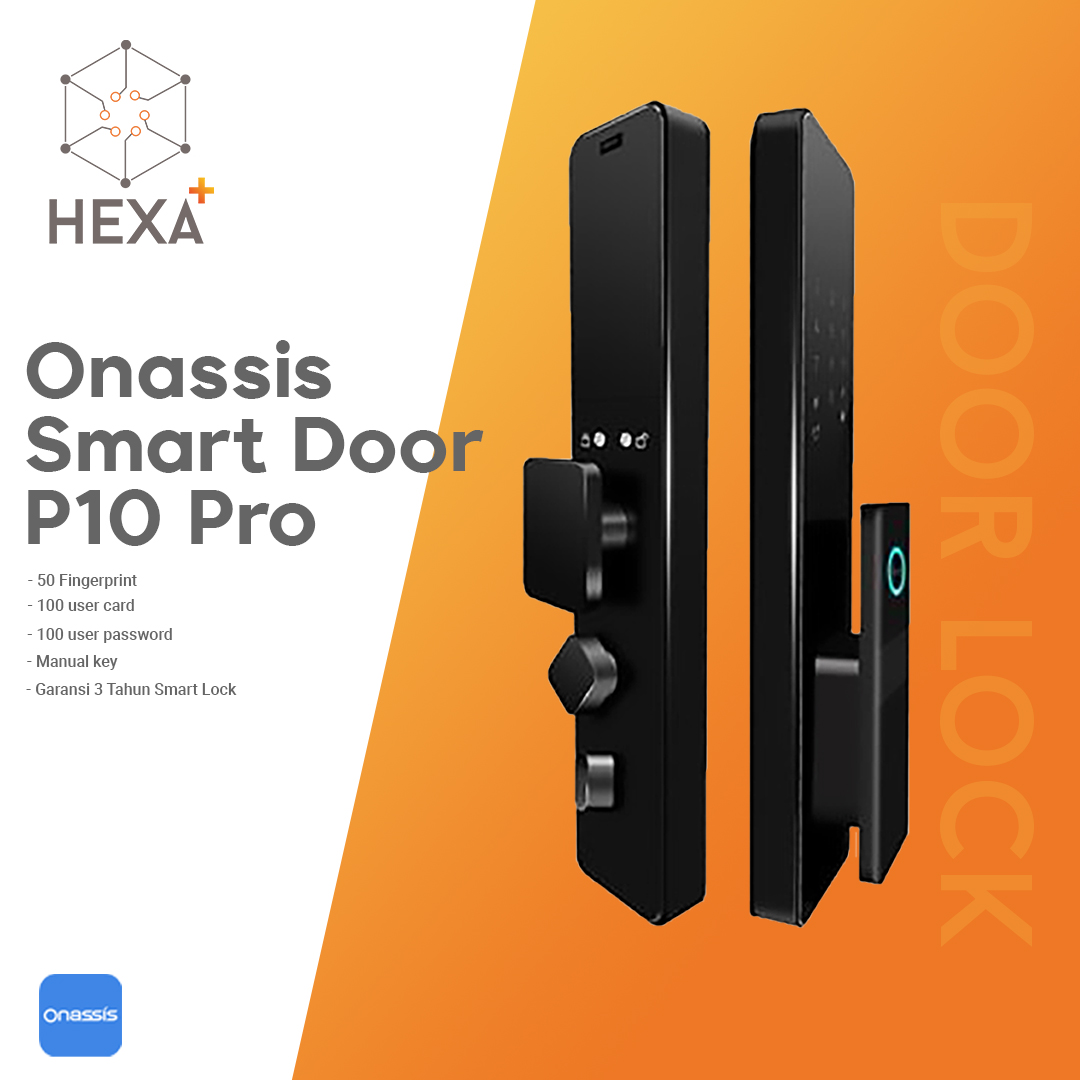 HEXA+
Onassis
Smart Door
P10 Pro
- 50 Fingerprint
- 100 user card
- 100 user password
- Manual key
- Garansi 3 Tahun Smart Lock
DOOR LOCK
Onassis